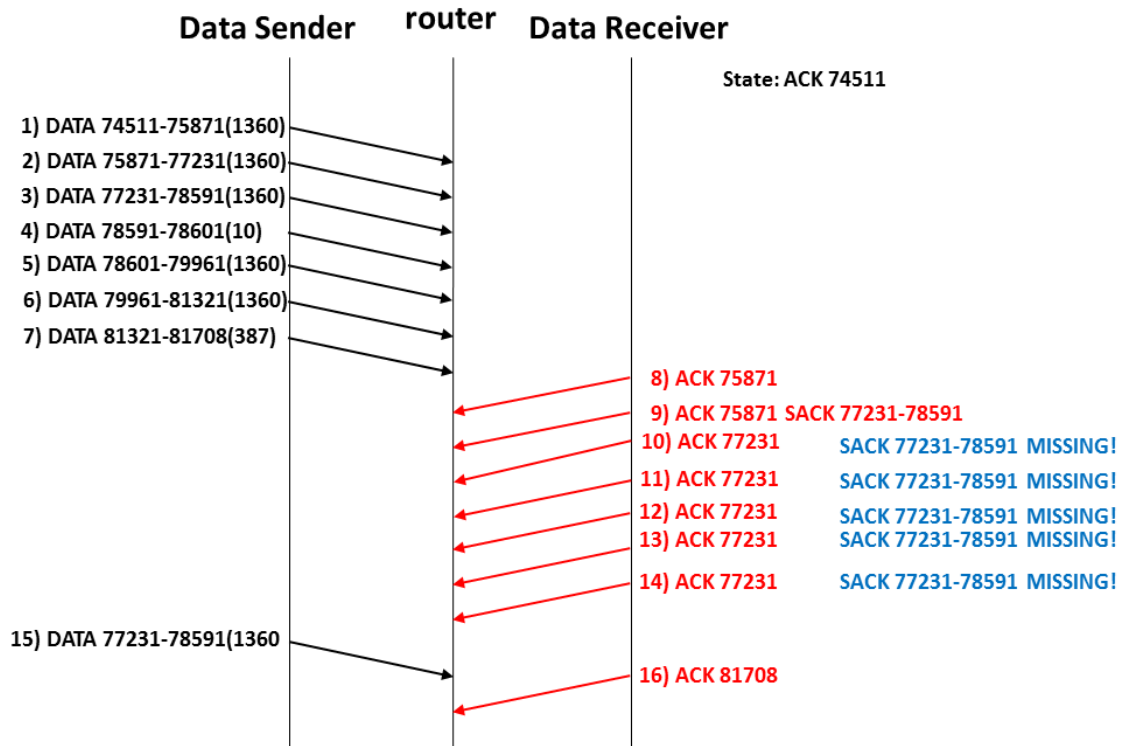 Data Sender router Data Receiver
State: ACK 74511
1) DATA 74511-75871(1360)
2) DATA 75871-77231(1360)
3) DATA 77231-78591(1360)
4) DATA 78591-78601(10)
5) DATA 78601-79961(1360)
6) DATA 79961-81321(1360)
7) DATA 81321-81708(387)
8) ACK 75871
9) ACK 75871 SACK 77231-78591
10) ACK 77231 SACK 77231-78591 MISSING!
11) ACK 77231 SACK 77231-78591 MISSING!
12) ACK 77231 SACK 77231-78591 MISSING!
13) ACK 77231 SACK 77231-78591 MISSING!
14) ACK 77231 SACK 77231-78591 MISSING!
15) DATA 77231-78591(1360
16) ACK 81708